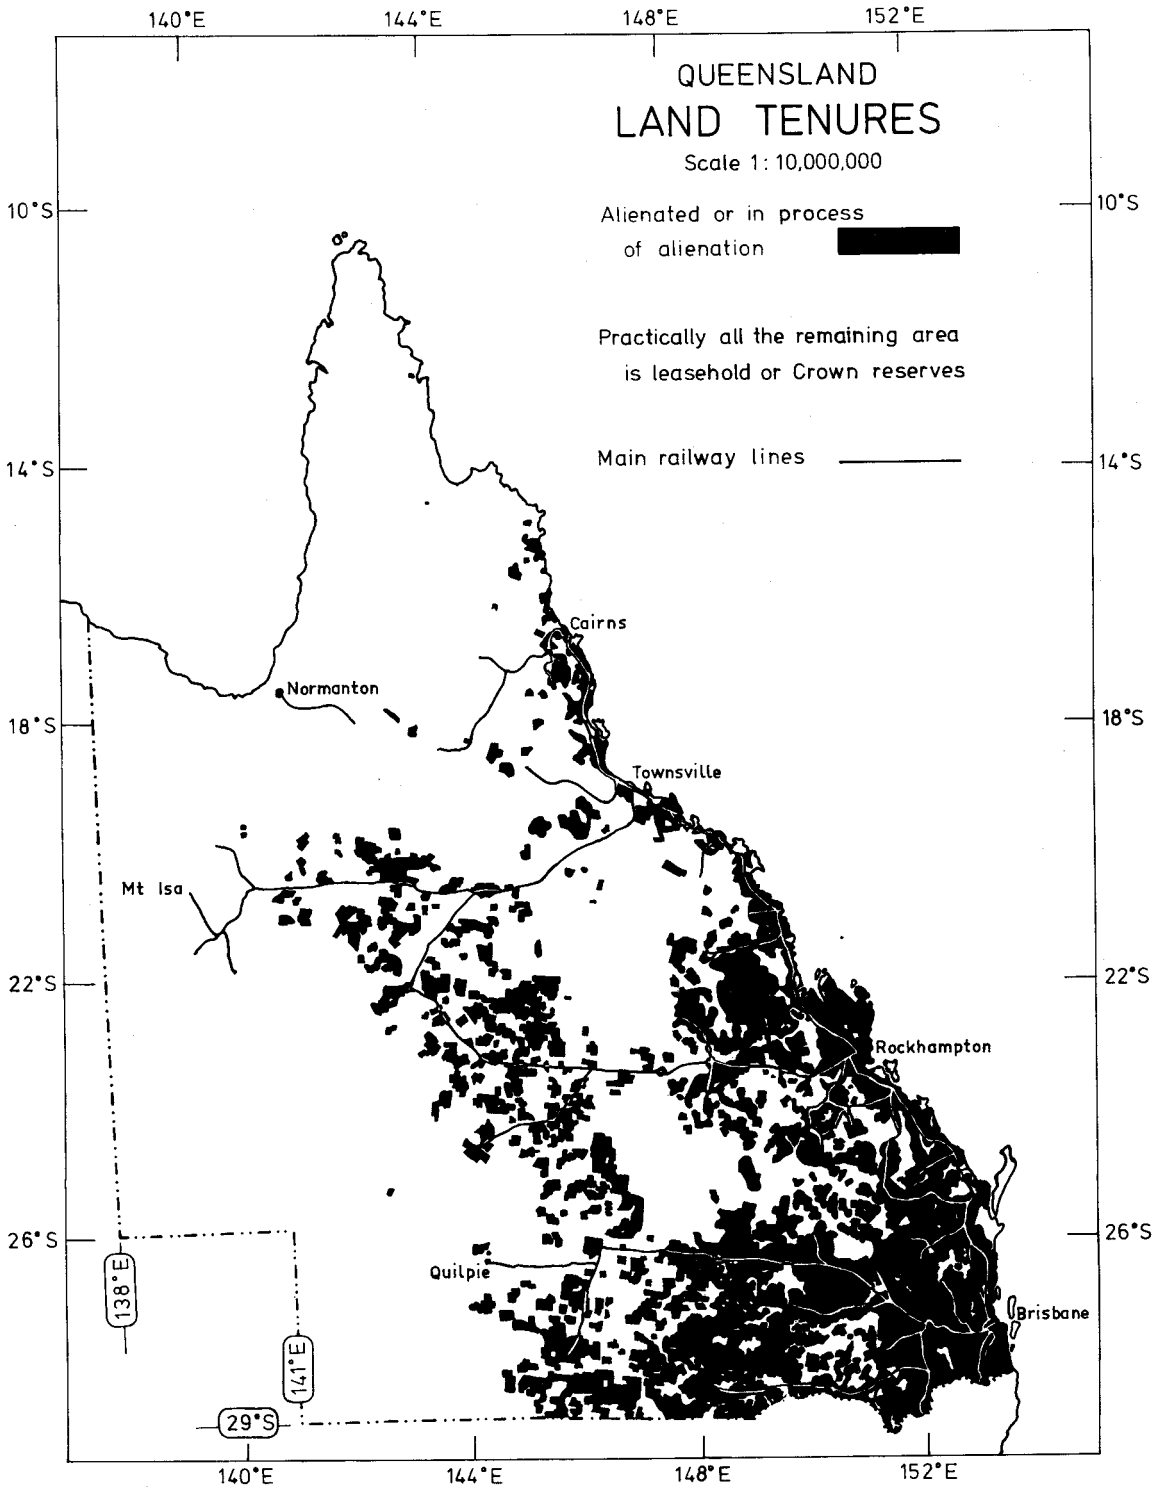 140°E 144°E 148°E 152°E
QUEENSLAND
LAND TENURES
Scale 1:10,000,000
Alienated or in process
of alienation
Practically all the remaining area
is leasehold or Crown reserves
Main railway lines
10°S 10°S
14°S 14°S
Cairns
Normanton
18°S 18°S
Townsville
Mt Isa
22°S 22°S
Rockhampton
26°S 26°S
Quilpie
138°E
Brisbane
141°E
29°S
140°E 144°E 148°E 152°E